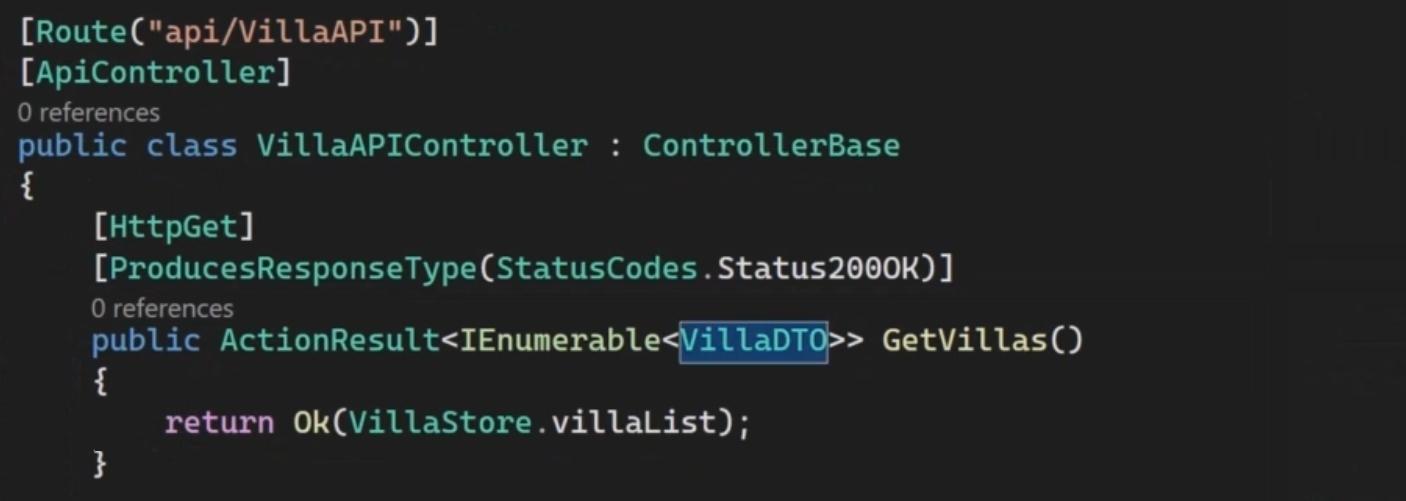 [Route("api/VillaAPI")]
[ApiController]
0 references
public class VillaAPIController : ControllerBase
{
[HttpGet]
[ProducesResponseType(StatusCodes.Status200OK)]
0 references
public ActionResult<IEnumerable<VillaDTO>> GetVillas()
{
return Ok(VillaStore.villaList);
}